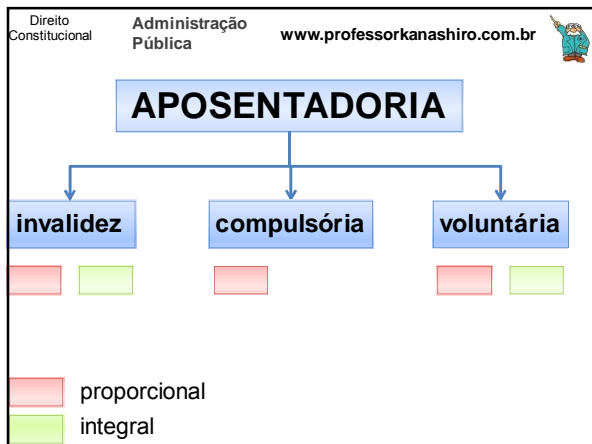 Direito
Constitucional
Administração
Pública
www.professorkanashiro.com.br
APOSENTADORIA
invalidez
compulsória
voluntária
proporcional
integral